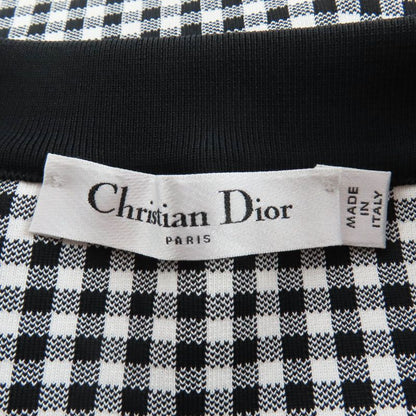 Christian Dior
PARIS
MADE
IN
ITALY